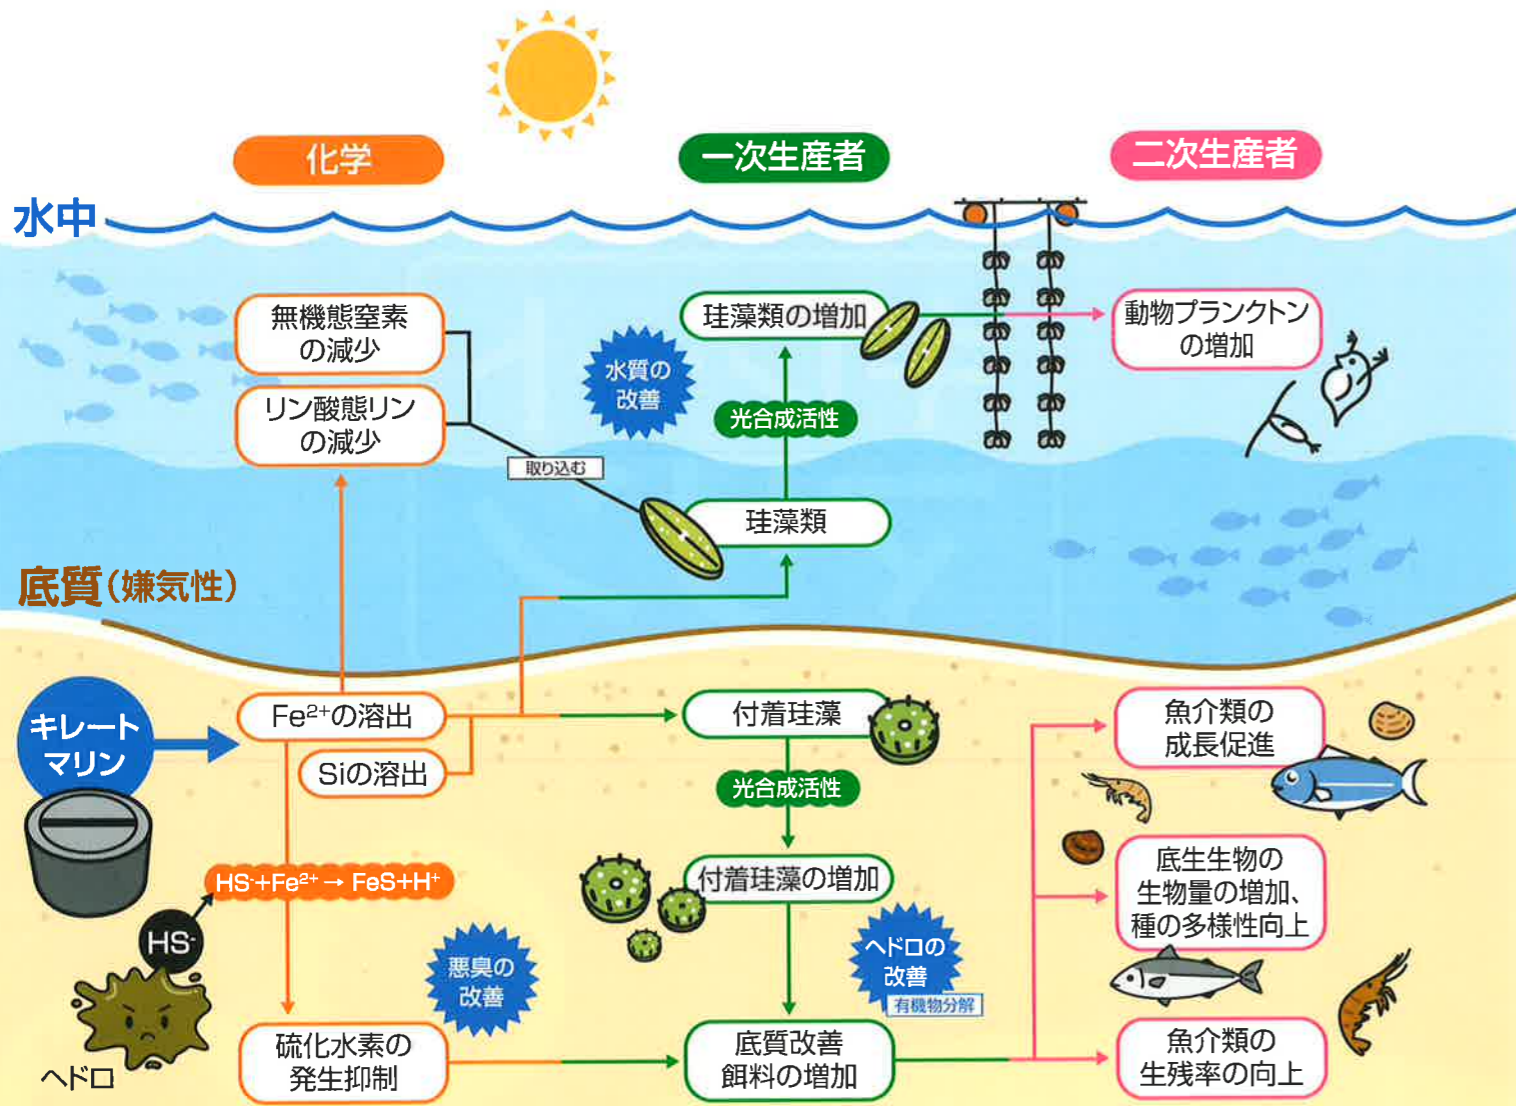 化学
一次生産者
二次生産者
水中
無機態窒素
の減少
リン酸態リン
の減少
取り込む
水質の
改善
珪藻類の増加
光合成活性
珪藻類
動物プランクトン
の増加
底質(嫌気性)
キレート
マリン
Fe²⁺の溶出
Siの溶出
HS⁻+Fe²⁺→FeS+H⁺
HS⁻
ヘドロ
硫化水素の
発生抑制
悪臭の
改善
付着珪藻
光合成活性
付着珪藻の増加
ヘドロの
改善
有機物分解
底質改善
餌料の増加
魚介類の
成長促進
底生生物の
生物量の増加、
種の多様性向上
魚介類の
生残率の向上